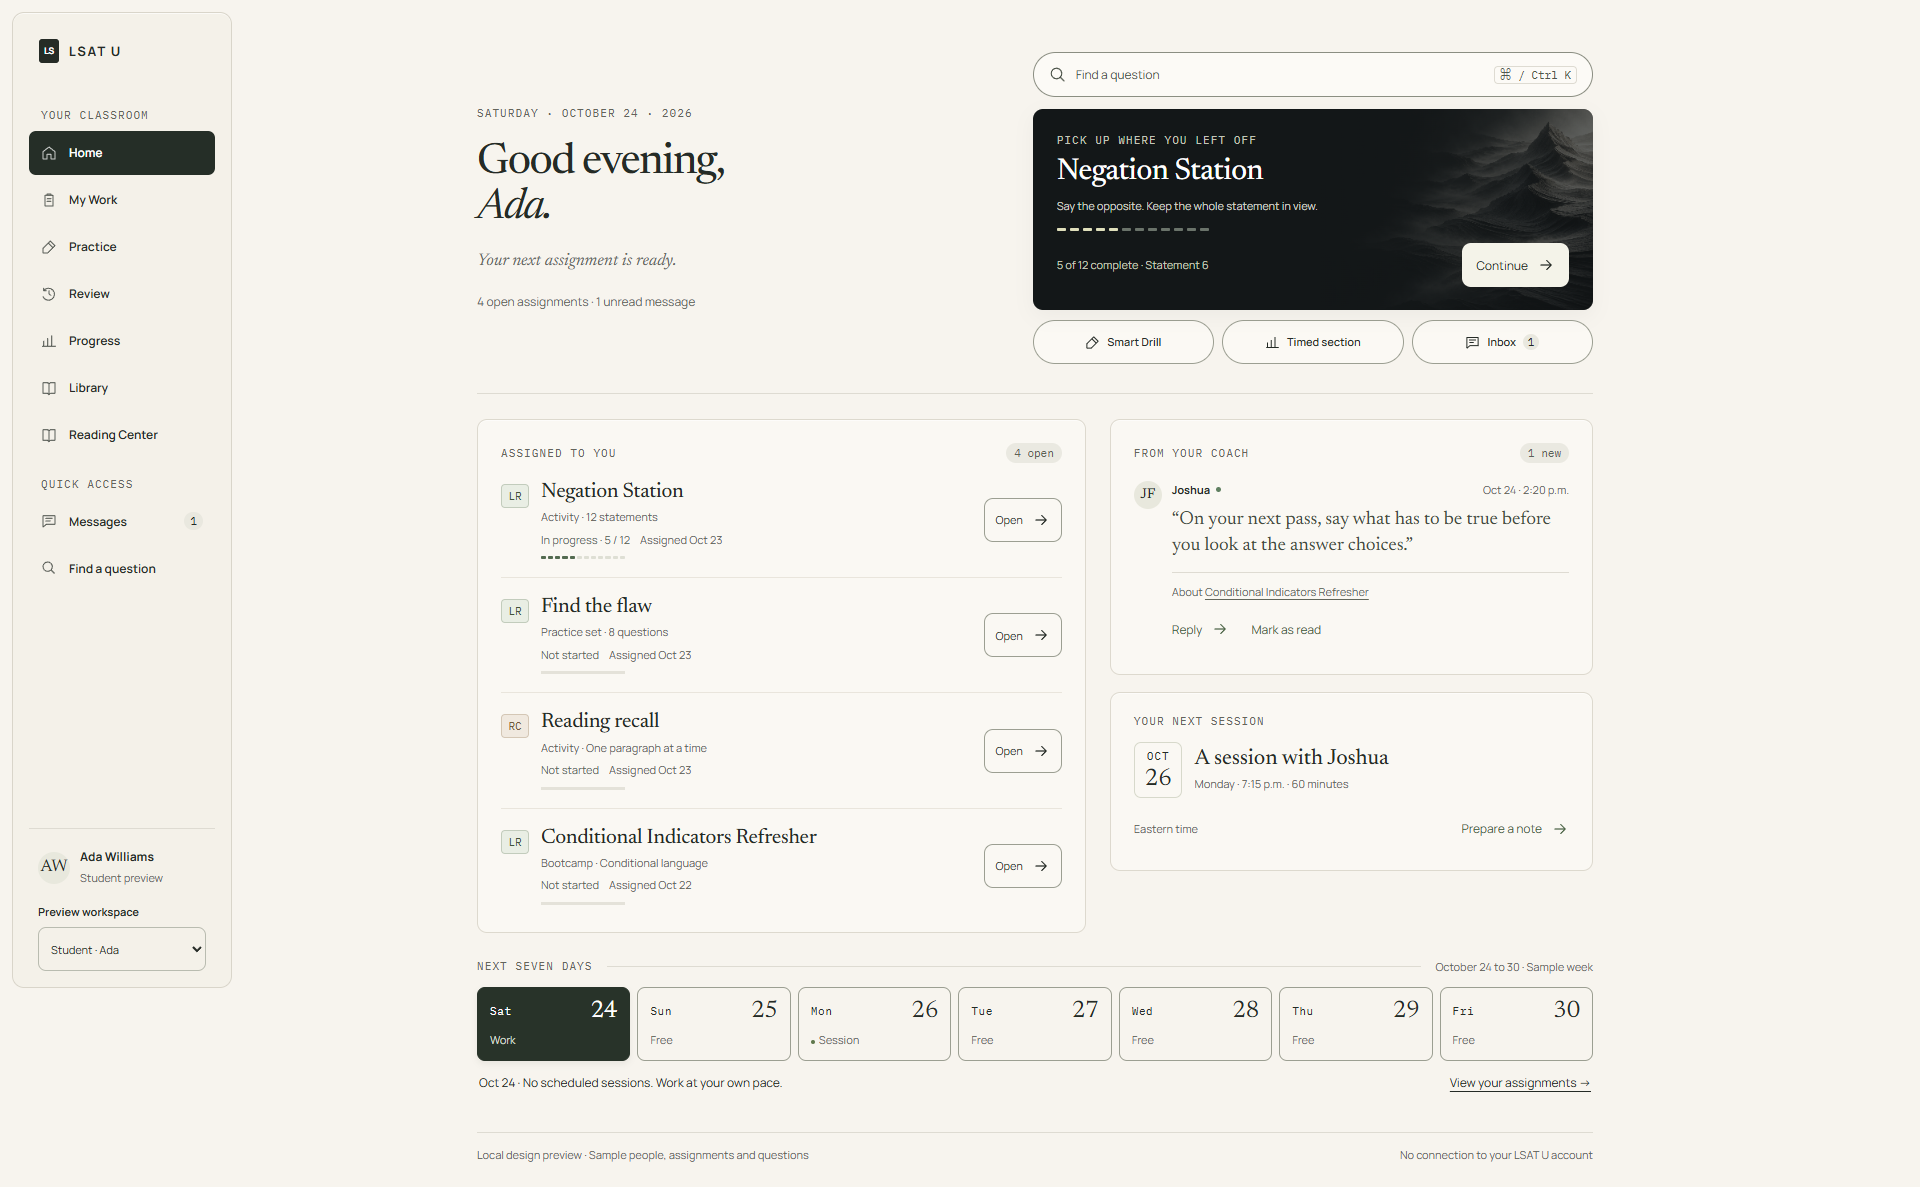 LS LSAT U
YOUR CLASSROOM
Home
My Work
Practice
Review
Progress
Library
Reading Center
QUICK ACCESS
Messages 1
Find a question
AW Ada Williams
Student preview
Preview workspace
Student · Ada
SATURDAY · OCTOBER 24 · 2026
Good evening,
Ada.
Your next assignment is ready.
4 open assignments · 1 unread message
Find a question ⌘ / Ctrl K
PICK UP WHERE YOU LEFT OFF
Negation Station
Say the opposite. Keep the whole statement in view.
5 of 12 complete · Statement 6
Continue →
Smart Drill
Timed section
Inbox 1
ASSIGNED TO YOU 4 open
LR Negation Station
Activity · 12 statements
In progress · 5 / 12 Assigned Oct 23
Open →
LR Find the flaw
Practice set · 8 questions
Not started Assigned Oct 23
Open →
RC Reading recall
Activity · One paragraph at a time
Not started Assigned Oct 23
Open →
LR Conditional Indicators Refresher
Bootcamp · Conditional language
Not started Assigned Oct 22
Open →
FROM YOUR COACH 1 new
JF Joshua Oct 24 · 2:20 p.m.
“On your next pass, say what has to be true before
you look at the answer choices.”
About Conditional Indicators Refresher
Reply → Mark as read
YOUR NEXT SESSION
OCT
26
A session with Joshua
Monday · 7:15 p.m. · 60 minutes
Eastern time Prepare a note →
NEXT SEVEN DAYS October 24 to 30 · Sample week
Sat 24
Work
Sun 25
Free
Mon 26
Session
Tue 27
Free
Wed 28
Free
Thu 29
Free
Fri 30
Free
Oct 24 · No scheduled sessions. Work at your own pace. View your assignments →
Local design preview · Sample people, assignments and questions No connection to your LSAT U account